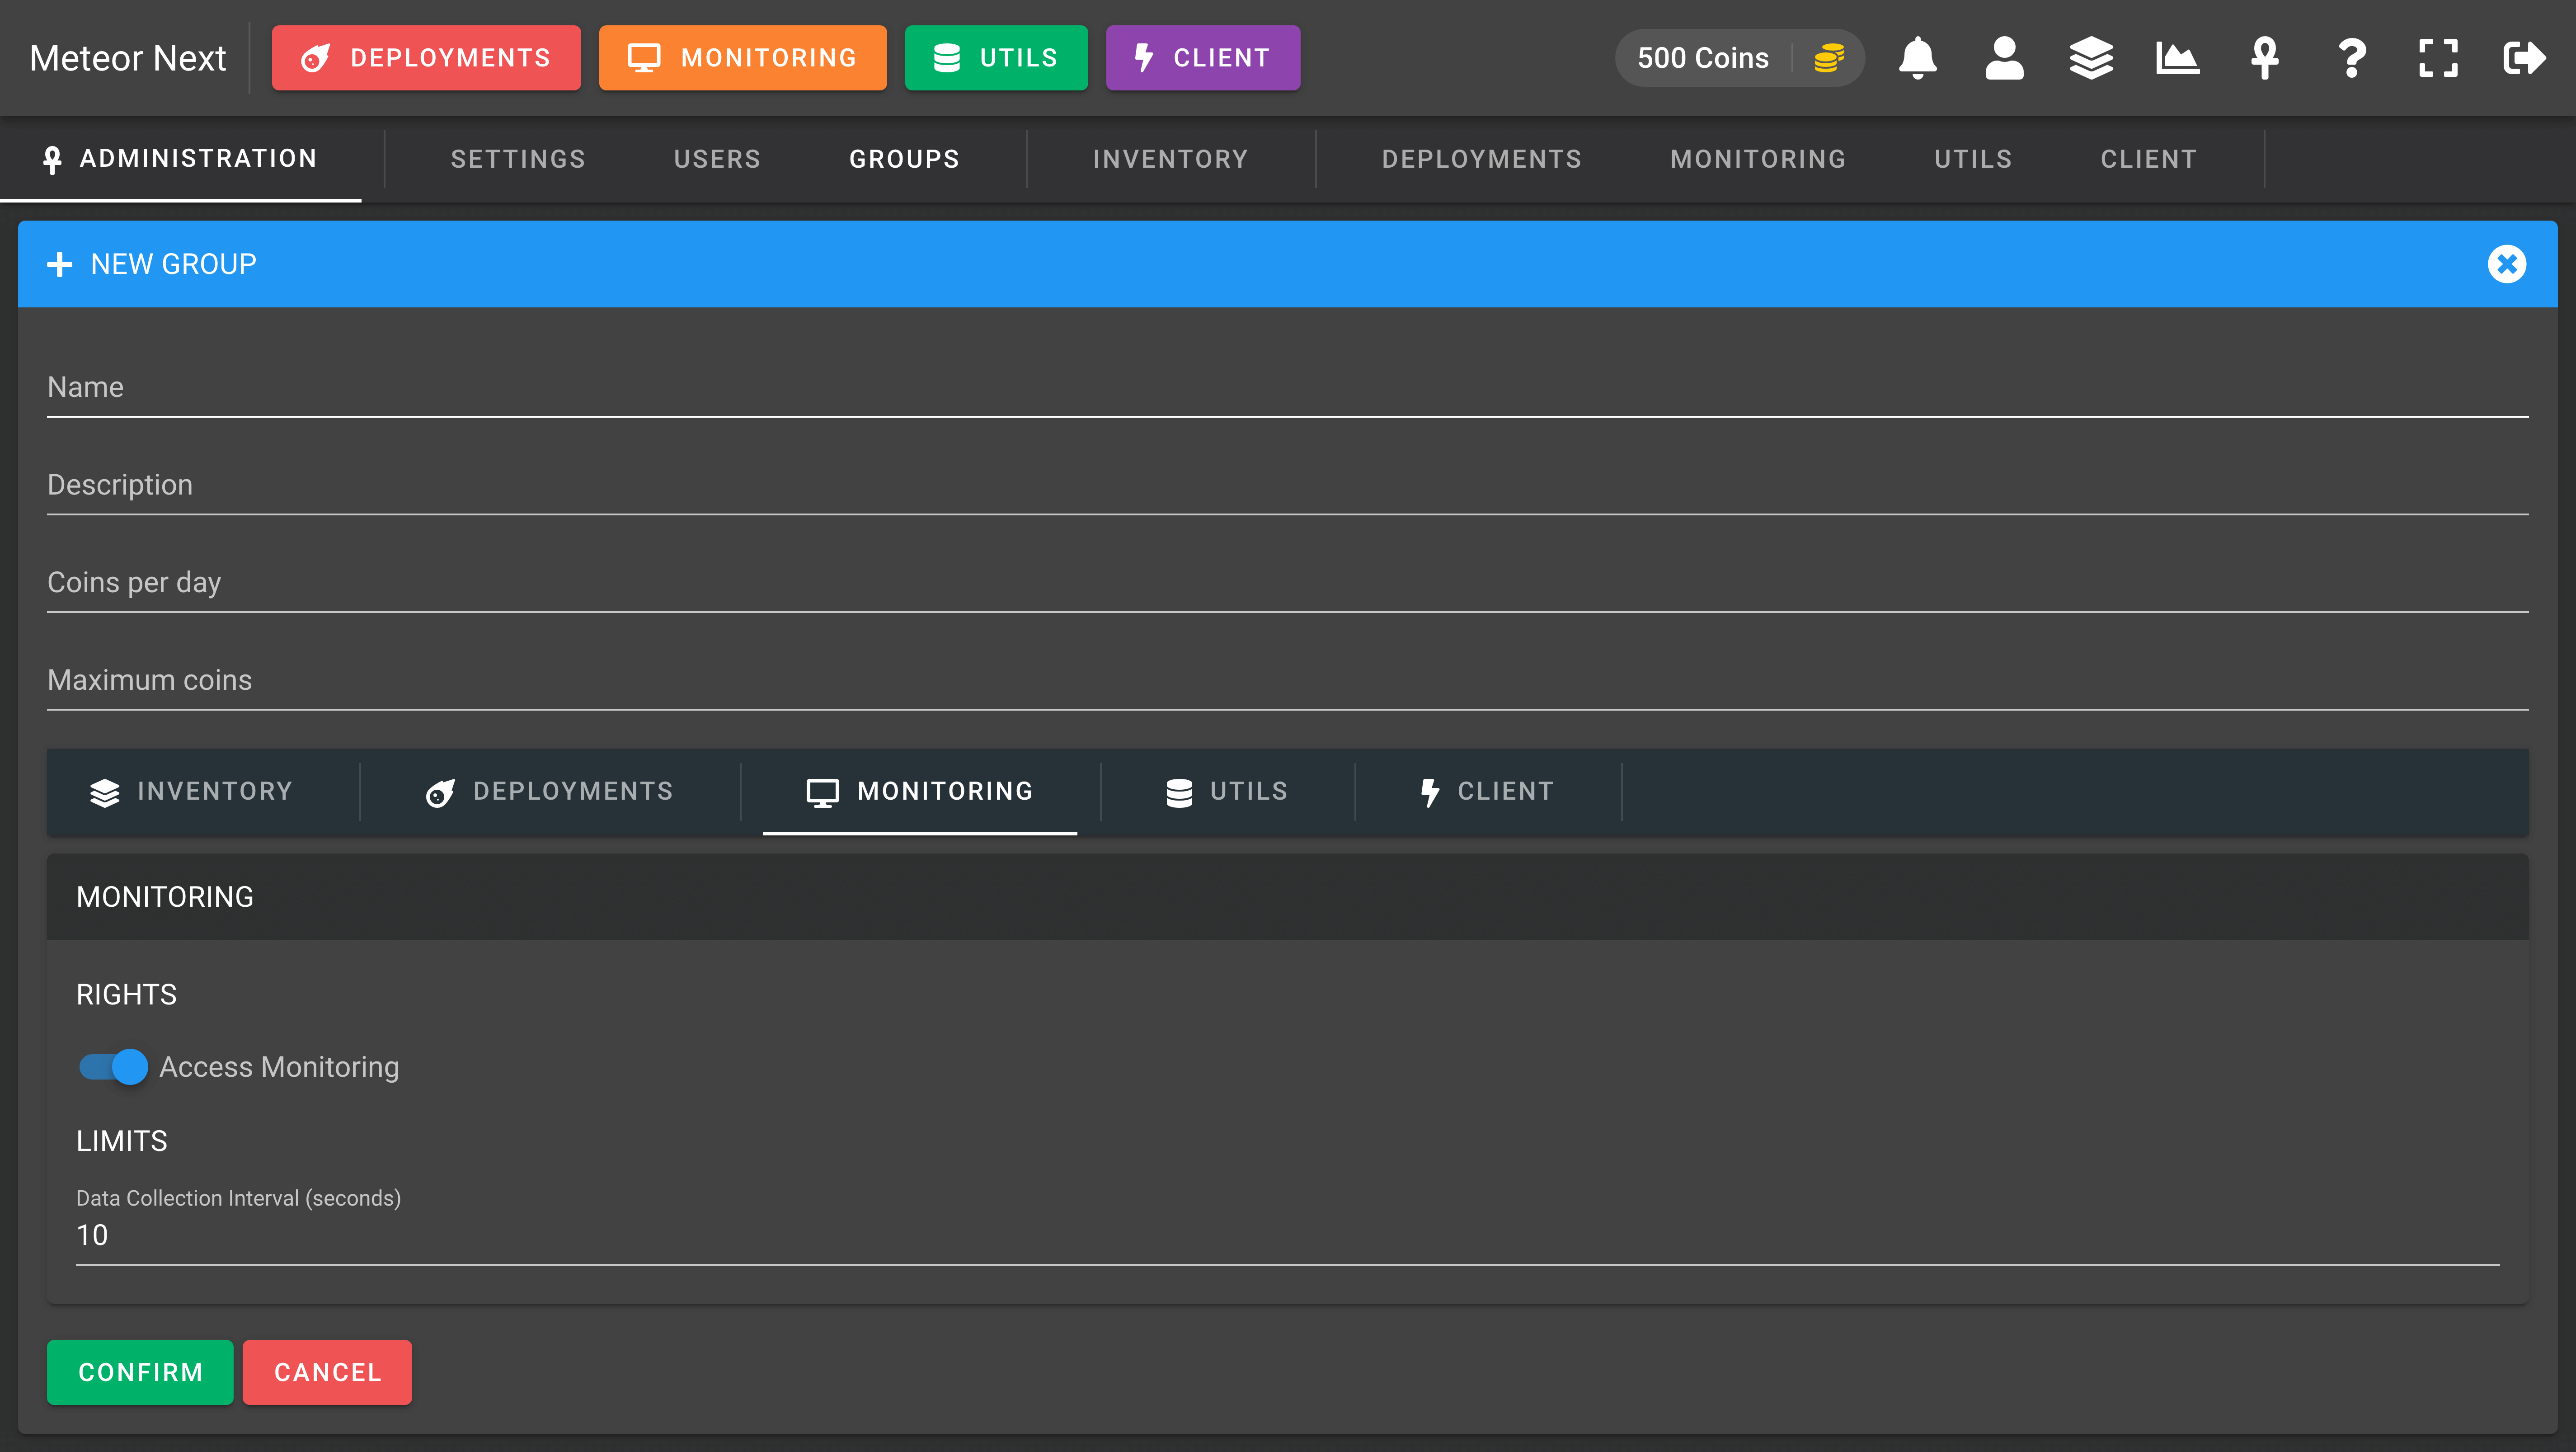 Meteor Next DEPLOYMENTS MONITORING UTILS CLIENT 500 Coins
ADMINISTRATION SETTINGS USERS GROUPS INVENTORY DEPLOYMENTS MONITORING UTILS CLIENT
NEW GROUP
Name
Description
Coins per day
Maximum coins
INVENTORY DEPLOYMENTS MONITORING UTILS CLIENT
MONITORING
RIGHTS
Access Monitoring
LIMITS
Data Collection Interval (seconds)
10
CONFIRM CANCEL